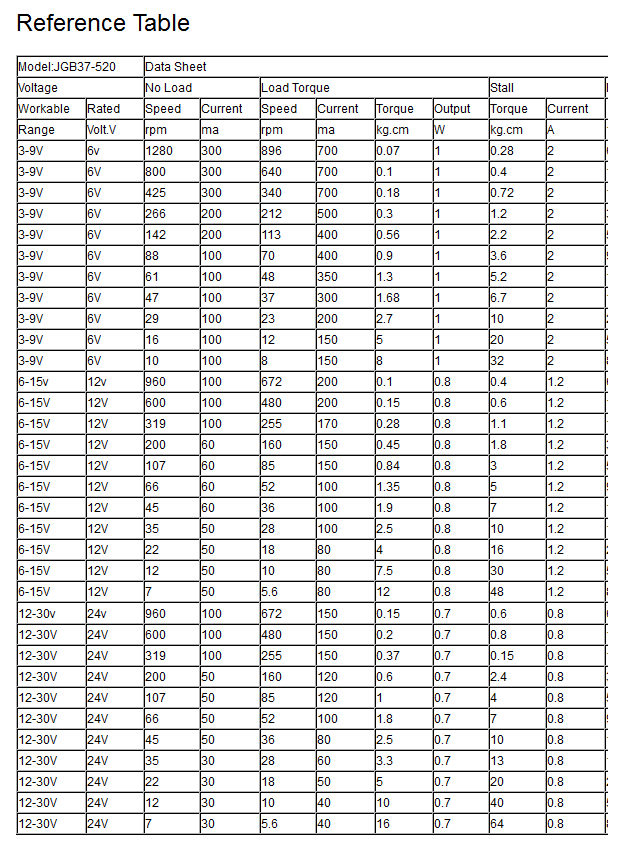 Reference Table
Model:JGB37-520 Data Sheet
Voltage No Load Load Torque Stall
Workable Rated Speed Current Speed Current Torque Output Torque Current
Range Volt.V rpm ma rpm ma kg.cm W kg.cm A
3-9V 6v 1280 300 896 700 0.07 1 0.28 2
3-9V 6V 800 300 640 700 0.1 1 0.4 2
3-9V 6V 425 300 340 700 0.18 1 0.72 2
3-9V 6V 266 200 212 500 0.3 1 1.2 2
3-9V 6V 142 200 113 400 0.56 1 2.2 2
3-9V 6V 88 100 70 400 0.9 1 3.6 2
3-9V 6V 61 100 48 350 1.3 1 5.2 2
3-9V 6V 47 100 37 300 1.68 1 6.7 2
3-9V 6V 29 100 23 200 2.7 1 10 2
3-9V 6V 16 100 12 150 5 1 20 2
3-9V 6V 10 100 8 150 8 1 32 2
6-15v 12v 960 100 672 200 0.1 0.8 0.4 1.2
6-15V 12V 600 100 480 200 0.15 0.8 0.6 1.2
6-15V 12V 319 100 255 170 0.28 0.8 1.1 1.2
6-15V 12V 200 60 160 150 0.45 0.8 1.8 1.2
6-15V 12V 107 60 85 150 0.84 0.8 3 1.2
6-15V 12V 66 60 52 100 1.35 0.8 5 1.2
6-15V 12V 45 60 36 100 1.9 0.8 7 1.2
6-15V 12V 35 50 28 100 2.5 0.8 10 1.2
6-15V 12V 22 50 18 80 4 0.8 16 1.2
6-15V 12V 12 50 10 80 7.5 0.8 30 1.2
6-15V 12V 7 50 5.6 80 12 0.8 48 1.2
12-30v 24v 960 100 672 150 0.15 0.7 0.6 0.8
12-30V 24V 600 100 480 150 0.2 0.7 0.8 0.8
12-30V 24V 319 100 255 150 0.37 0.7 0.15 0.8
12-30V 24V 200 50 160 120 0.6 0.7 2.4 0.8
12-30V 24V 107 50 85 120 1 0.7 4 0.8
12-30V 24V 66 50 52 100 1.8 0.7 7 0.8
12-30V 24V 45 50 36 80 2.5 0.7 10 0.8
12-30V 24V 35 30 28 60 3.3 0.7 13 0.8
12-30V 24V 22 30 18 50 5 0.7 20 0.8
12-30V 24V 12 30 10 40 10 0.7 40 0.8
12-30V 24V 7 30 5.6 40 16 0.7 64 0.8